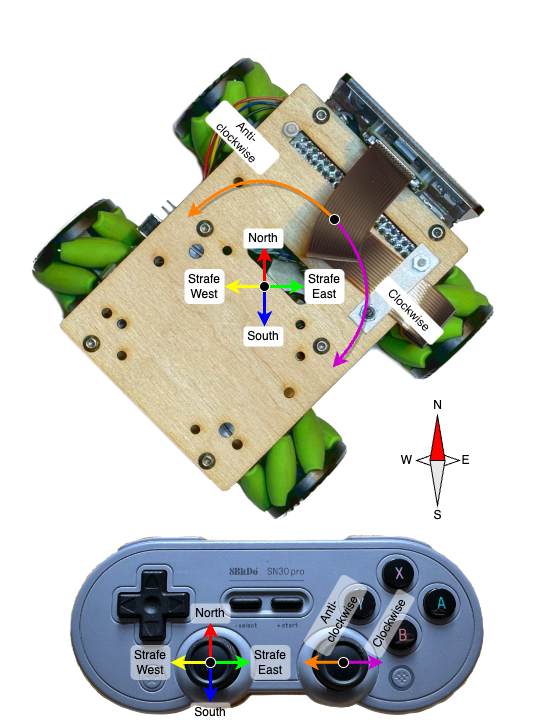 Anti-
clockwise
North
Strafe
West
Strafe
East
South
Clockwise
N
W
E
S
8BitDo SN30 pro
X
A
B
- select
+ start
North
Strafe
West
Strafe
East
South
Anti-
clockwise
Clockwise